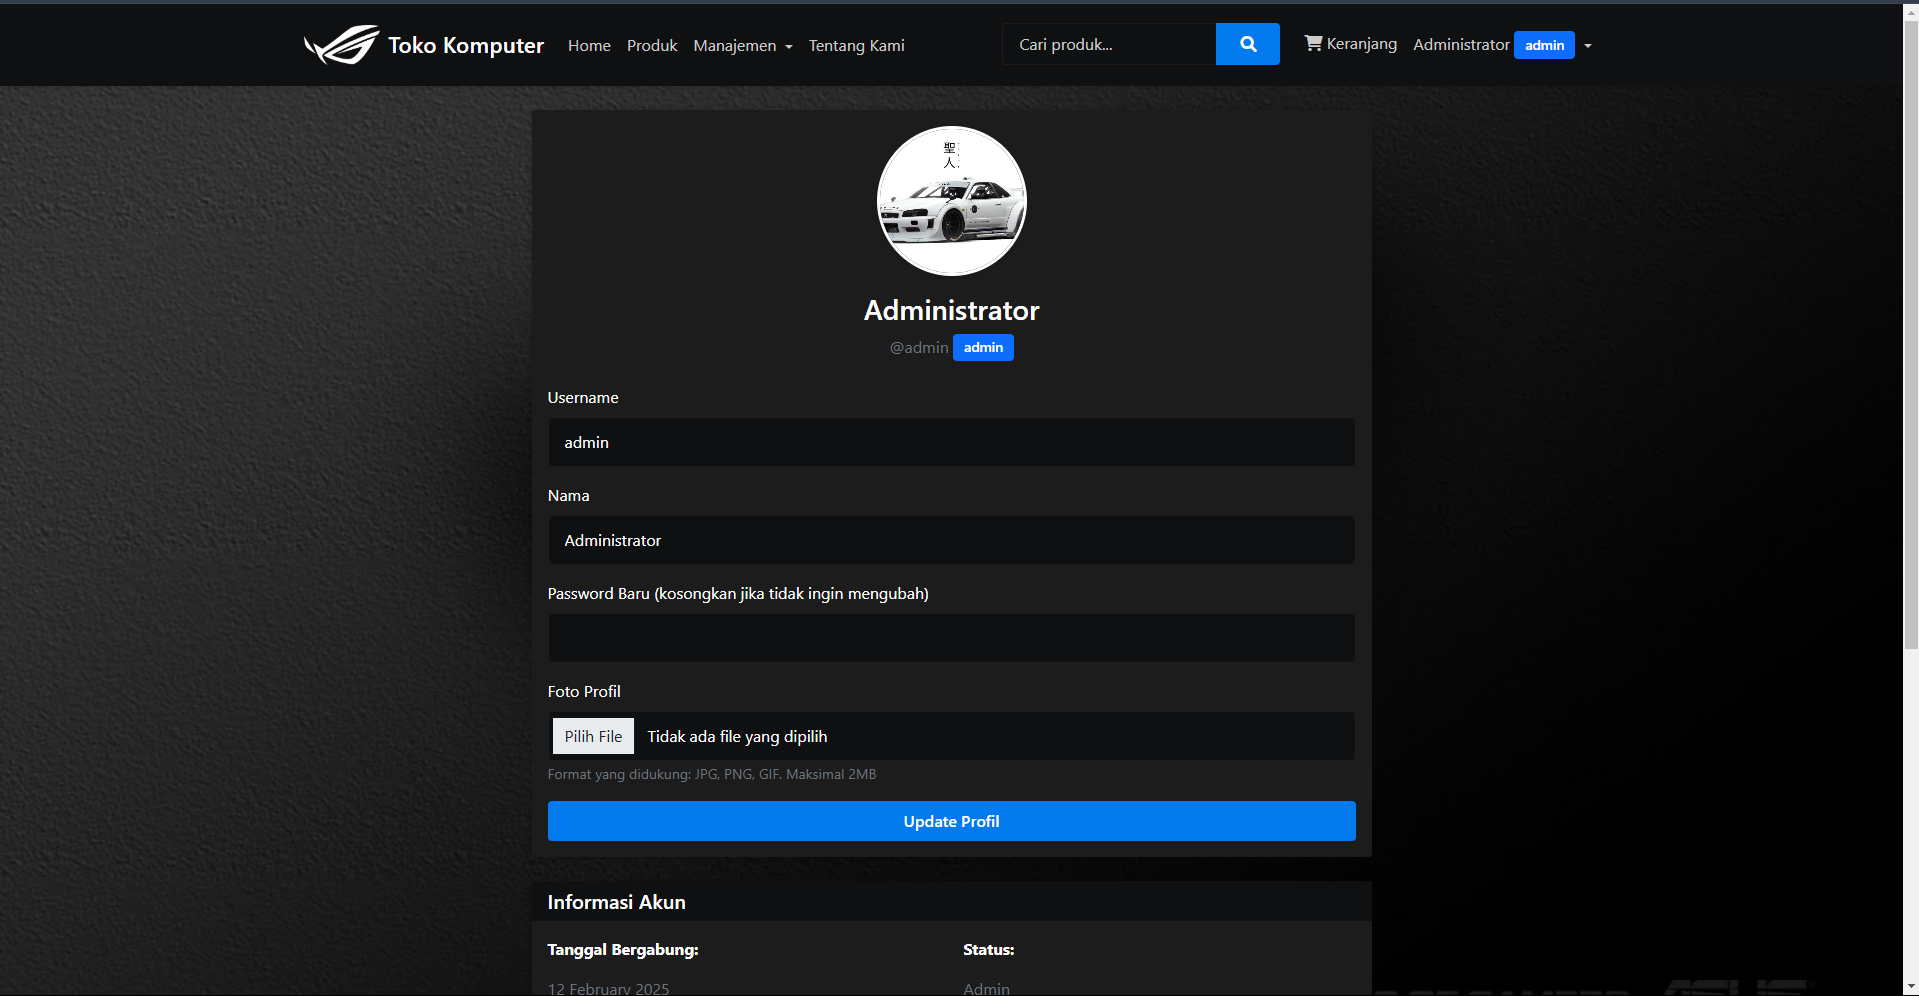 Toko Komputer Home Produk Manajemen Tentang Kami Cari produk... Keranjang Administrator admin
聖
人
Administrator
@admin admin
Username
admin
Nama
Administrator
Password Baru (kosongkan jika tidak ingin mengubah)
Foto Profil
Pilih File Tidak ada file yang dipilih
Format yang didukung: JPG, PNG, GIF. Maksimal 2MB
Update Profil
Informasi Akun
Tanggal Bergabung: Status:
12 February 2025 Admin